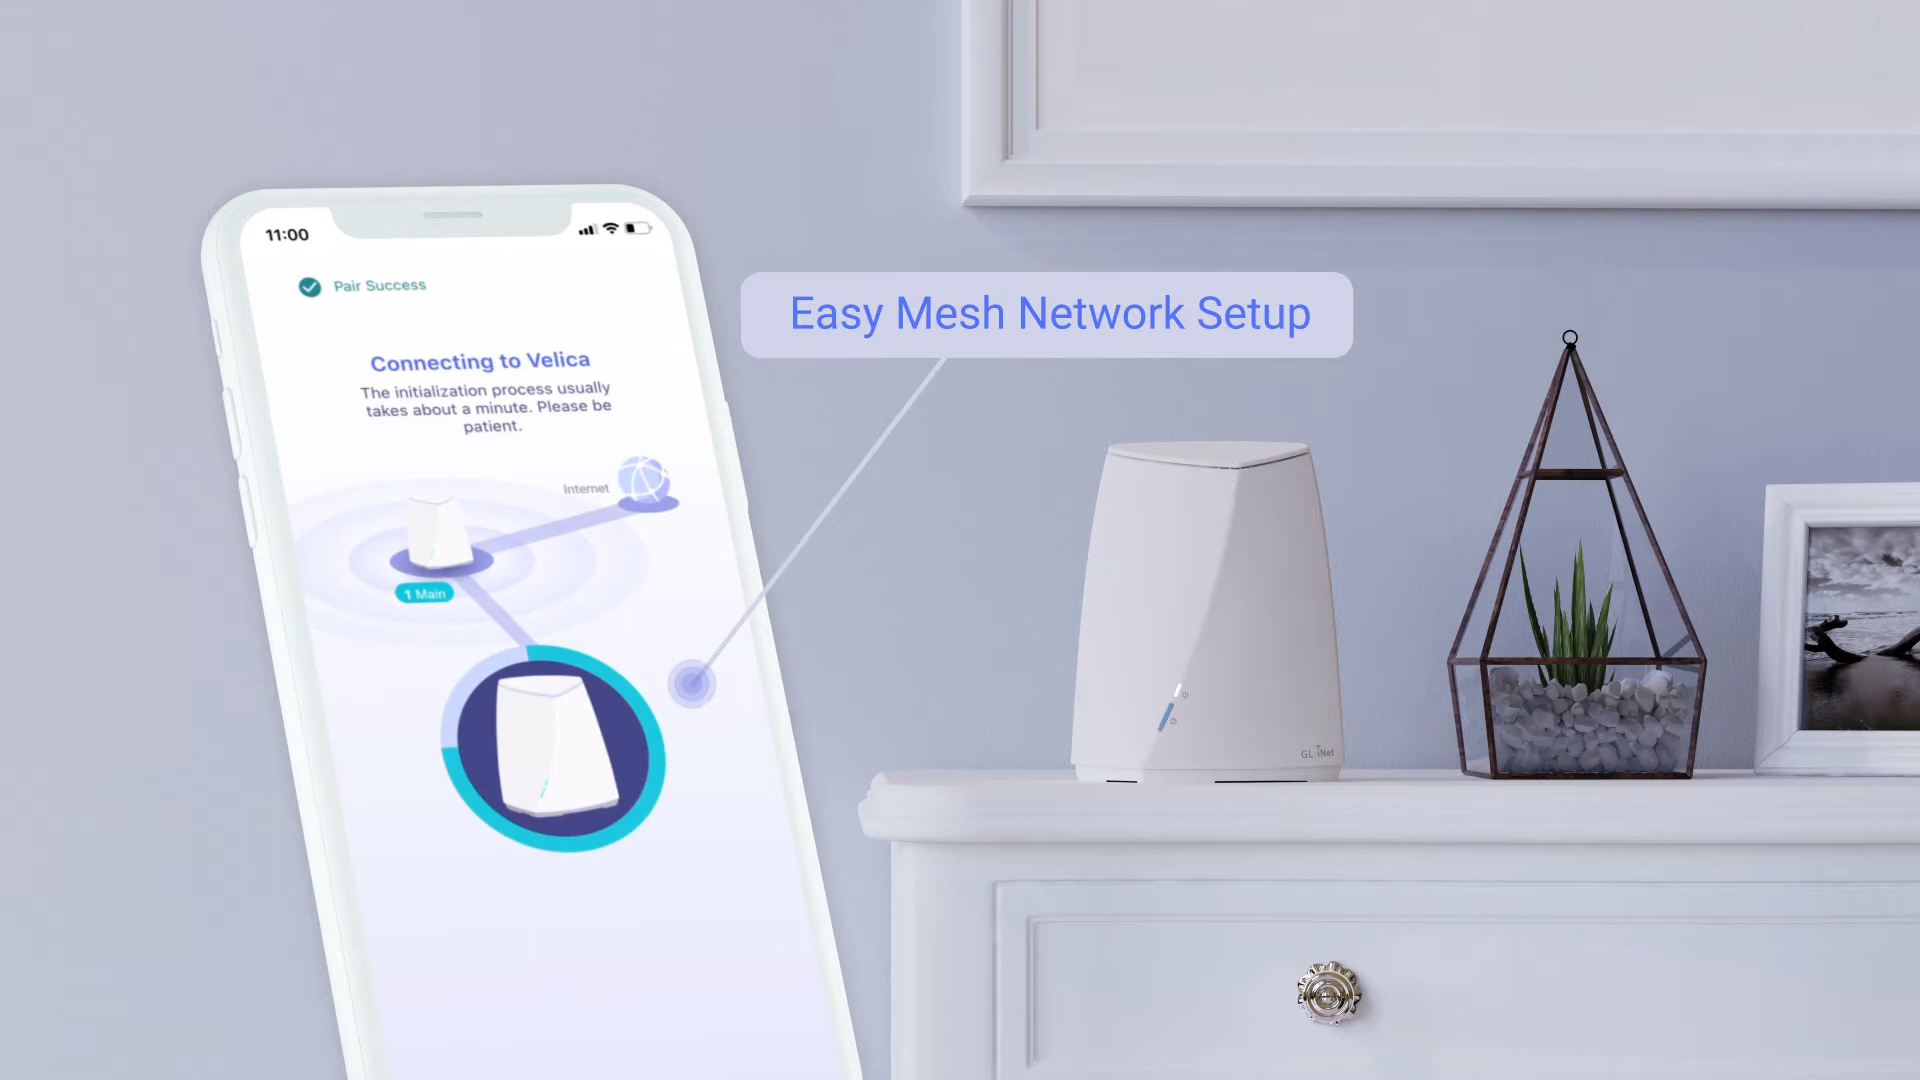 11:00
Pair Success
Connecting to Velica
The initialization process usually
takes about a minute. Please be
patient.
Internet
1 Main
Easy Mesh Network Setup
GL·iNet